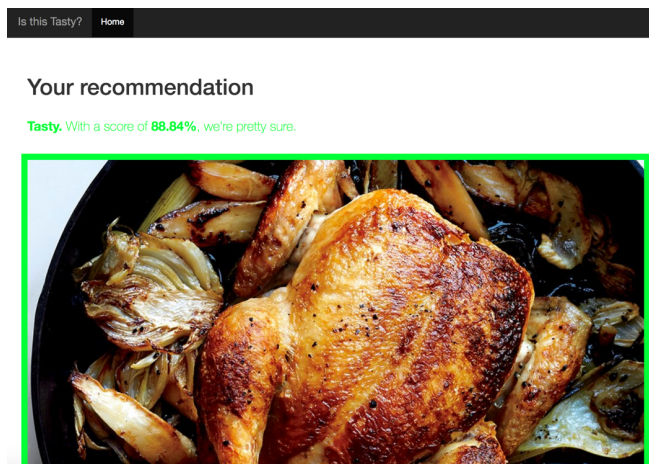 Is this Tasty? Home
Your recommendation
Tasty. With a score of 88.84%, we're pretty sure.